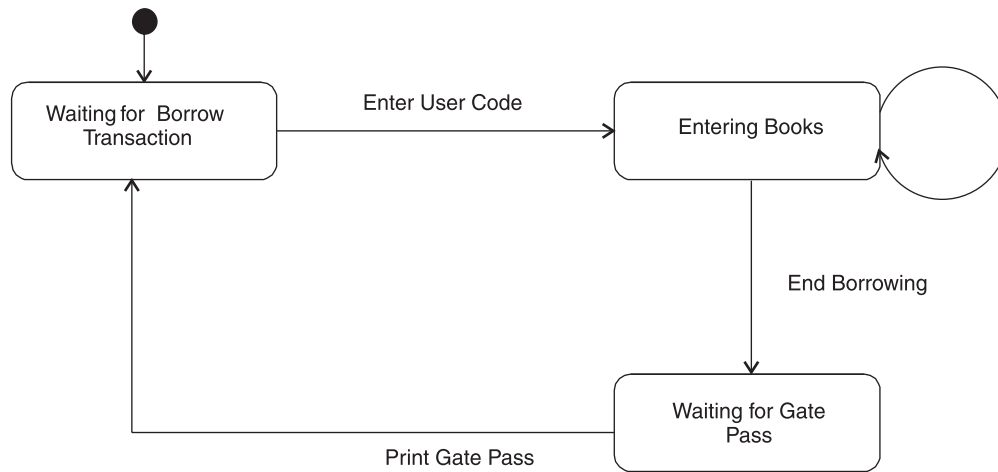 Waiting for Borrow
Transaction
Enter User Code
Entering Books
End Borrowing
Waiting for Gate
Pass
Print Gate Pass